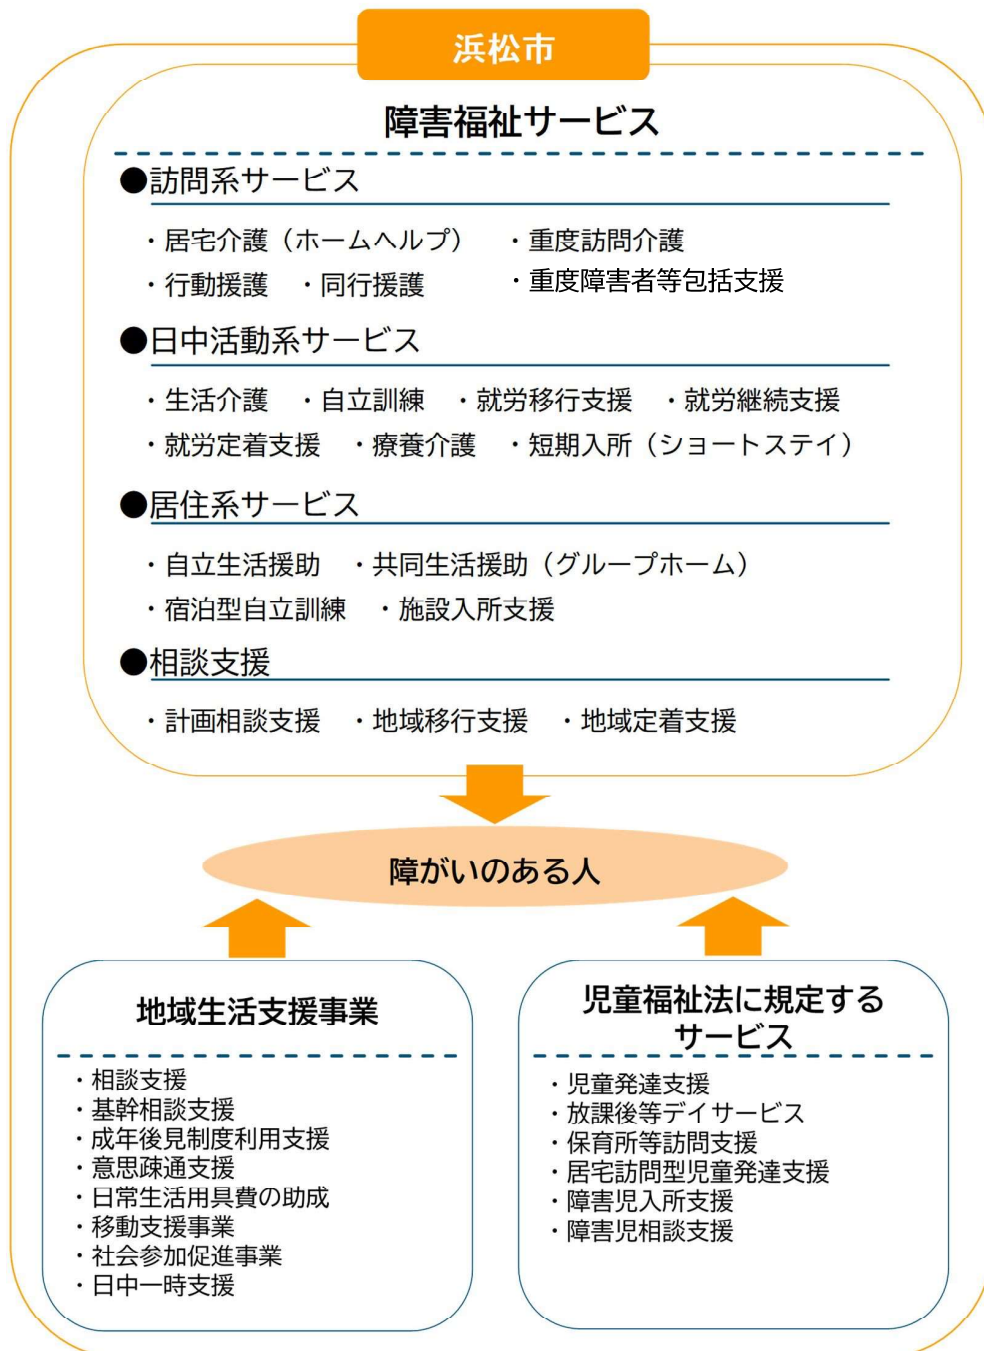 浜松市
障害福祉サービス
●訪問系サービス
・居宅介護（ホームヘルプ）　・重度訪問介護
・行動援護　・同行援護　・重度障害者等包括支援
●日中活動系サービス
・生活介護　・自立訓練　・就労移行支援　・就労継続支援
・就労定着支援　・療養介護　・短期入所（ショートステイ）
●居住系サービス
・自立生活援助　・共同生活援助（グループホーム）
・宿泊型自立訓練　・施設入所支援
●相談支援
・計画相談支援　・地域移行支援　・地域定着支援
障がいのある人
地域生活支援事業
・相談支援
・基幹相談支援
・成年後見制度利用支援
・意思疎通支援
・日常生活用具費の助成
・移動支援事業
・社会参加促進事業
・日中一時支援
児童福祉法に規定する
サービス
・児童発達支援
・放課後等デイサービス
・保育所等訪問支援
・居宅訪問型児童発達支援
・障害児入所支援
・障害児相談支援